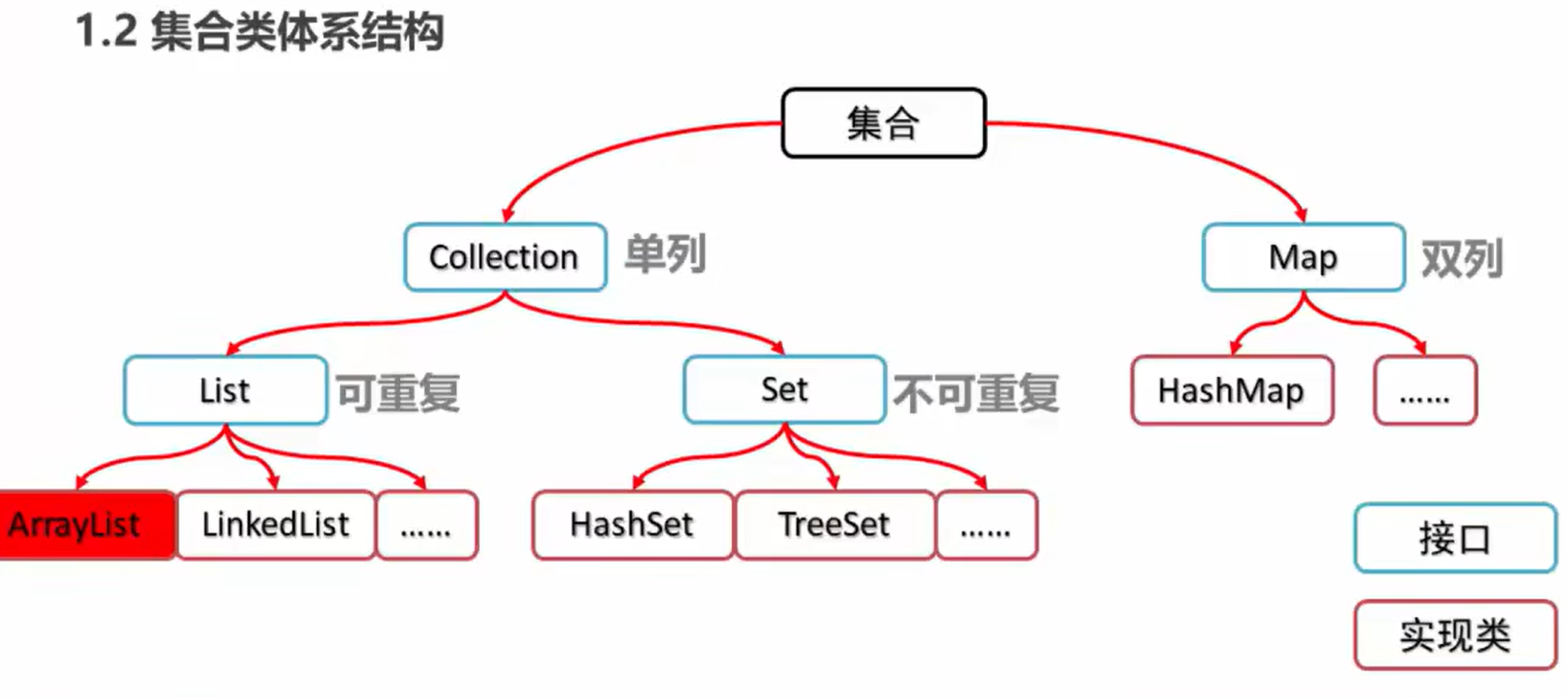 1.2 集合类体系结构
集合
Collection 单列
Map 双列
List 可重复
Set 不可重复
HashMap
……
ArrayList
LinkedList
……
HashSet
TreeSet
……
接口
实现类